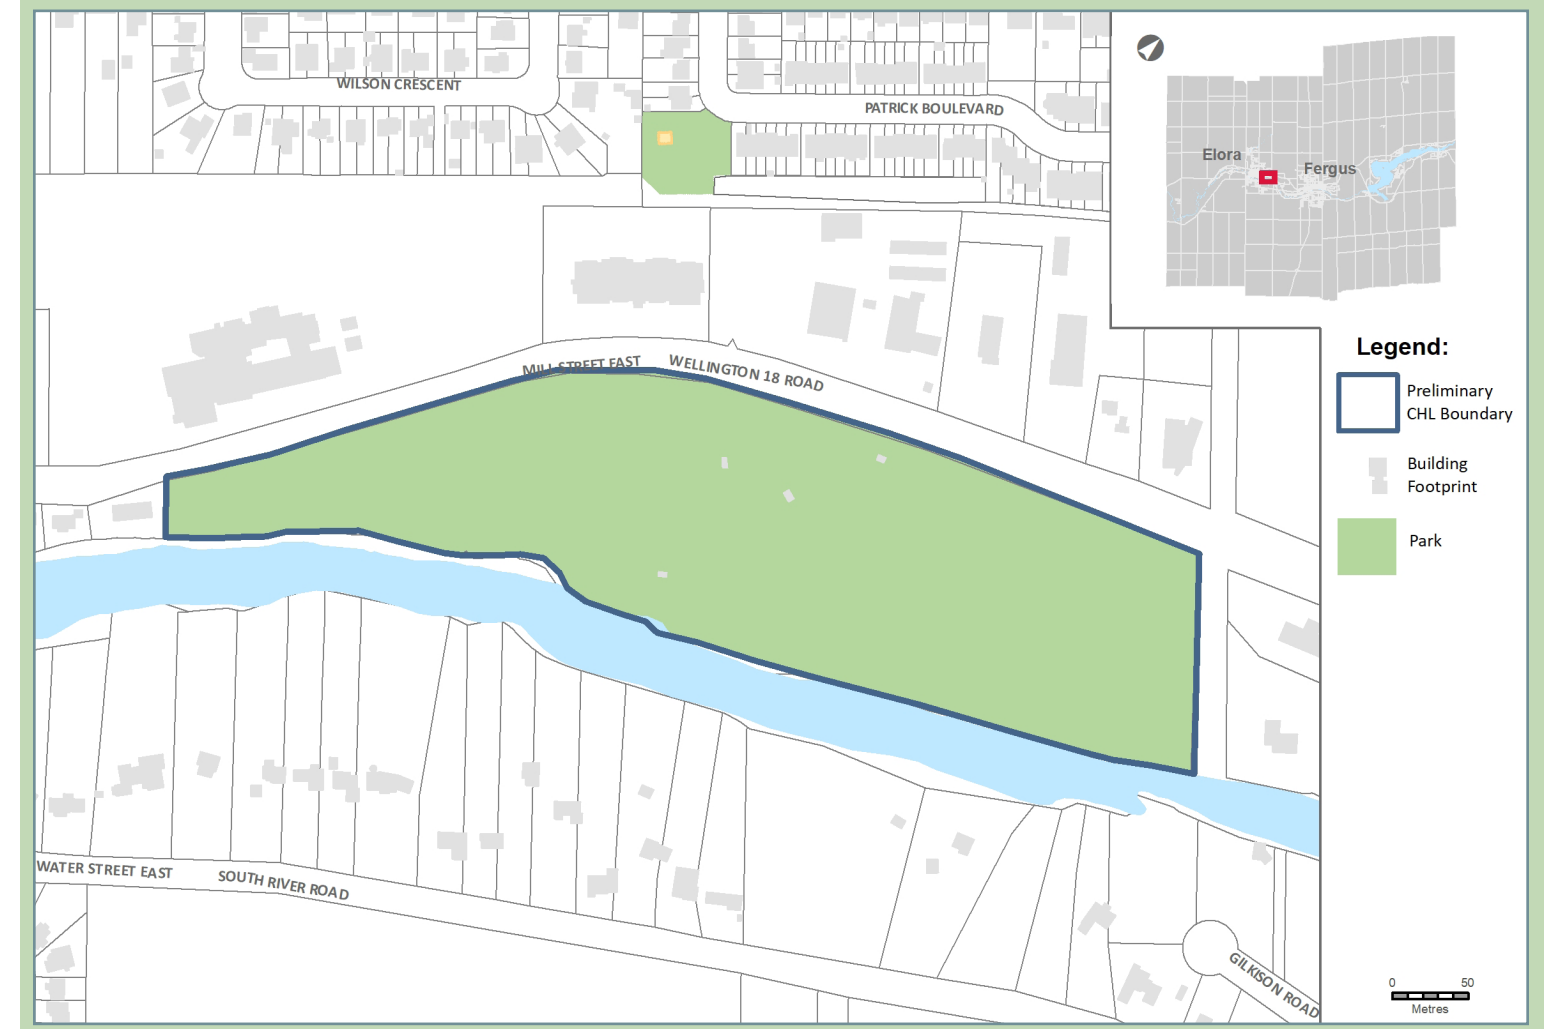 WILSON CRESCENT
PATRICK BOULEVARD
Elora
Fergus
MILL STREET EAST
WELLINGTON 18 ROAD
Legend:
Preliminary
CHL Boundary
Building
Footprint
Park
WATER STREET EAST
SOUTH RIVER ROAD
GILKISON ROAD
0 50
Metres